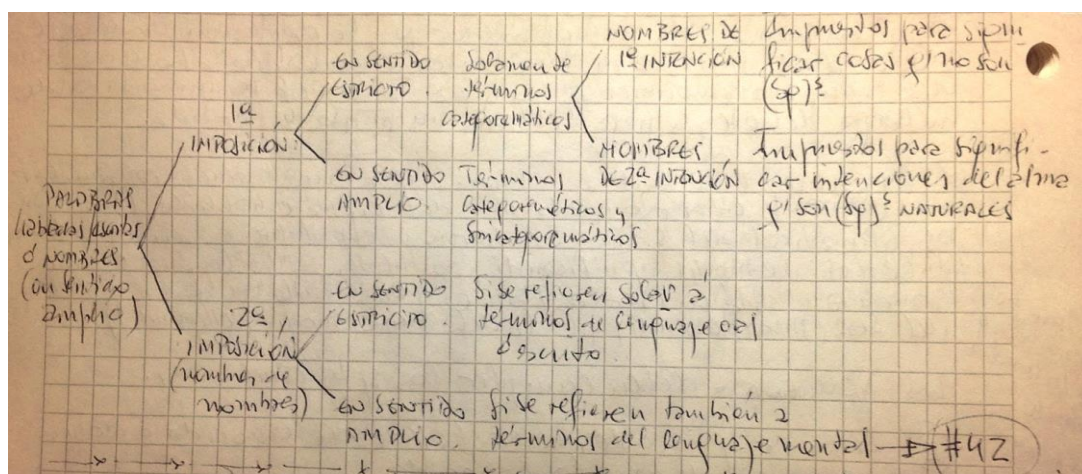 PALABRAS
habladas/escritas
ó NOMBRES
(en sentido
amplio)
1ª
IMPOSICIÓN
EN SENTIDO
ESTRICTO.
Solamente
términos
categoremáticos
NOMBRES DE
1ª INTENCIÓN
Impuestos para signi
ficar cosas q no son
(Sp)ˢ
NOMBRES
DE 2ª INTENCIÓN
Impuestos para signifi-
car intenciones del alma
q SON (Sp)ˢ NATURALES
EN SENTIDO
AMPLIO.
Términos
categoremáticos y
sincategoremáticos
2ª
IMPOSICIÓN
(nombres de
nombres)
EN SENTIDO
ESTRICTO.
Si se refieren solo a
términos de lenguaje oral
ó escrito.
EN SENTIDO
AMPLIO.
Si se refieren también a
términos del lenguaje mental → #42